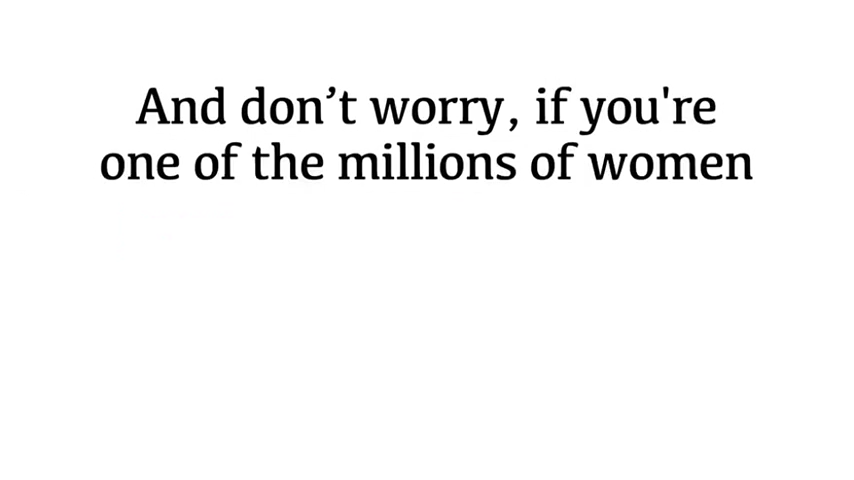 And don’t worry, if you're
one of the millions of women